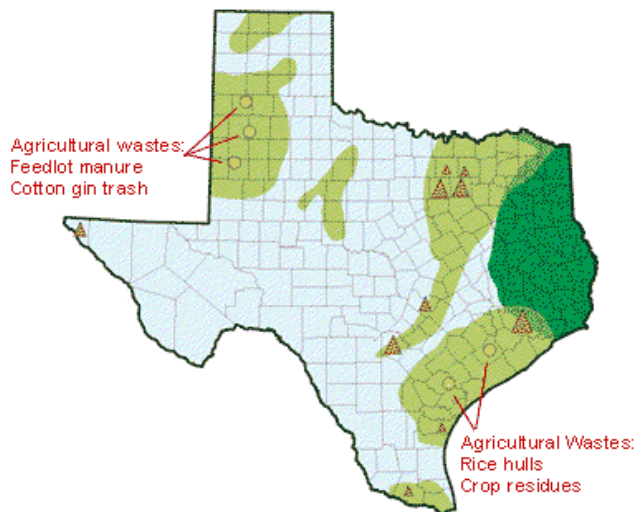 Agricultural wastes:
Feedlot manure
Cotton gin trash
Agricultural Wastes:
Rice hulls
Crop residues